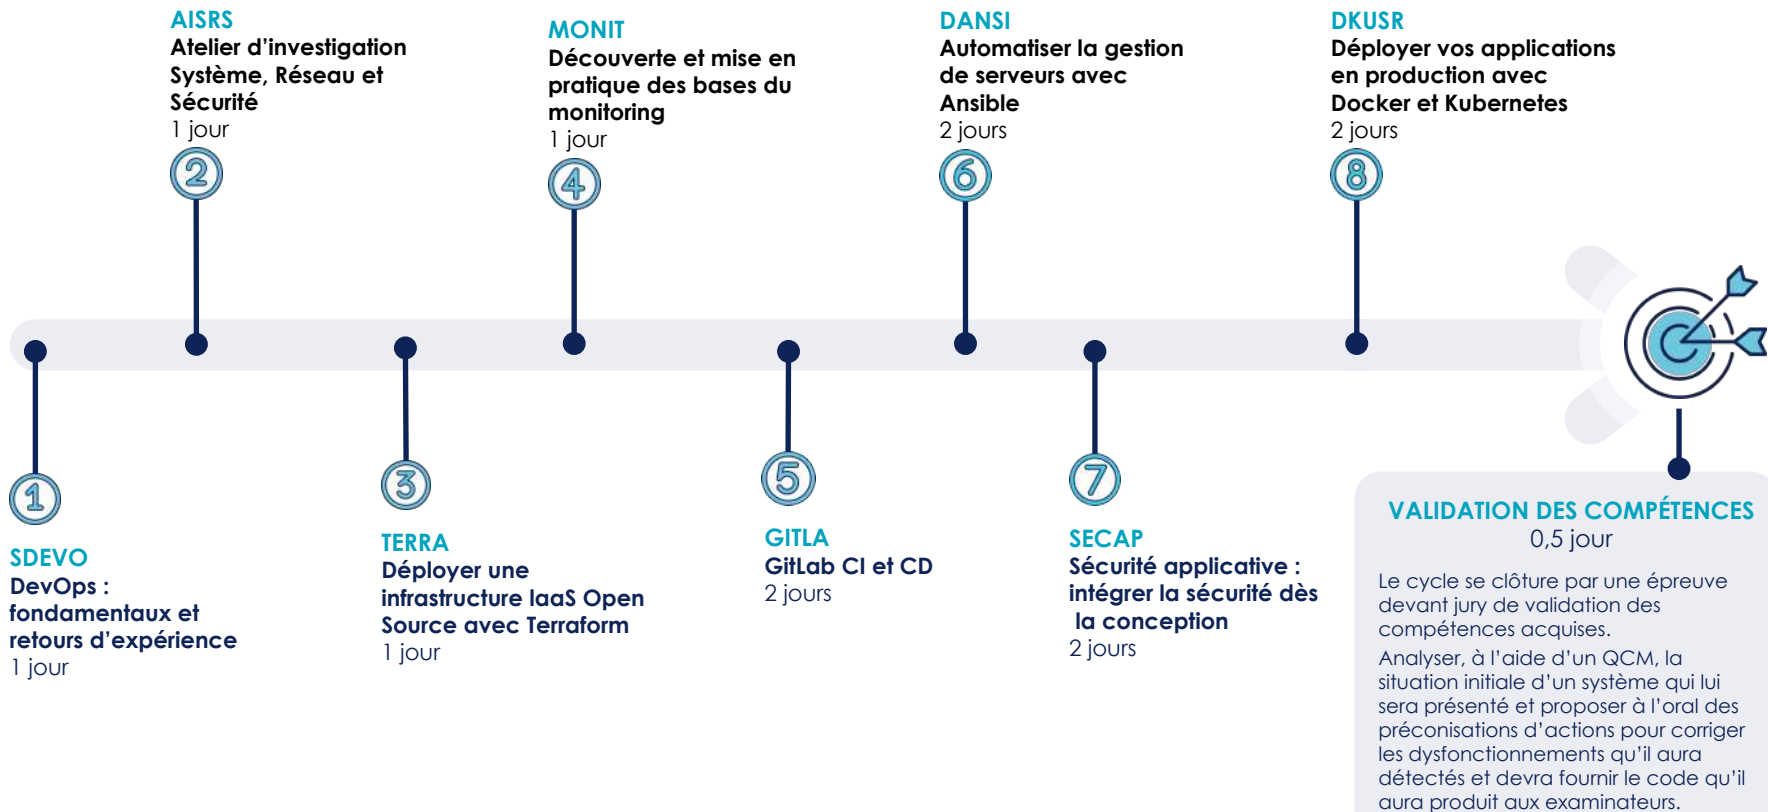 AISRS
Atelier d’investigation
Système, Réseau et
Sécurité
1 jour
2
MONIT
Découverte et mise en
pratique des bases du
monitoring
1 jour
4
DANSI
Automatiser la gestion
de serveurs avec
Ansible
2 jours
6
DKUSR
Déployer vos applications
en production avec
Docker et Kubernetes
2 jours
8
1
SDEVO
DevOps :
fondamentaux et
retours d’expérience
1 jour
3
TERRA
Déployer une
infrastructure IaaS Open
Source avec Terraform
1 jour
5
GITLA
GitLab CI et CD
2 jours
7
SECAP
Sécurité applicative :
intégrer la sécurité dès
la conception
2 jours
VALIDATION DES COMPÉTENCES
0,5 jour
Le cycle se clôture par une épreuve
devant jury de validation des
compétences acquises.
Analyser, à l’aide d’un QCM, la
situation initiale d’un système qui lui
sera présenté et proposer à l’oral des
préconisations d’actions pour corriger
les dysfonctionnements qu’il aura
détectés et devra fournir le code qu’il
aura produit aux examinateurs.